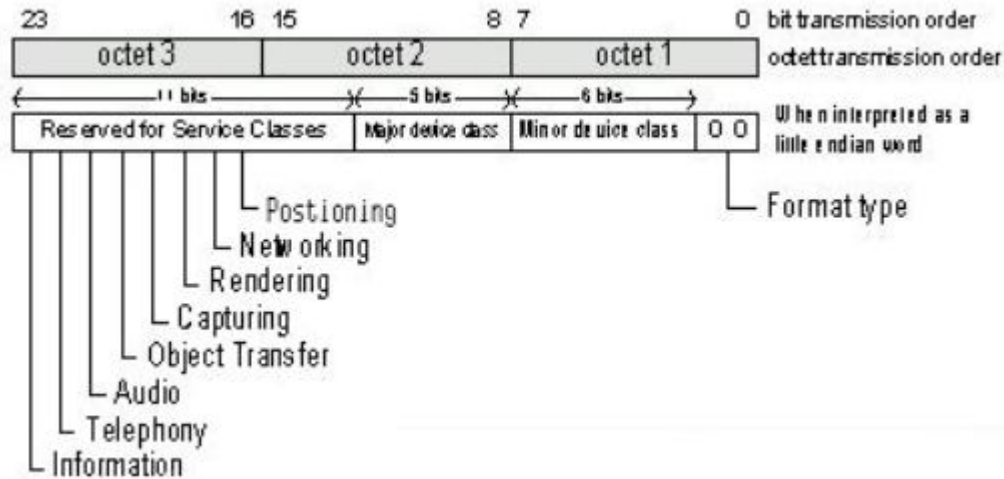 23 16 15 8 7 0 bit transmission order
octet 3 octet 2 octet 1 octet transmission order
11 bits 5 bits 6 bits
Reserved for Service Classes Major device class Minor device class 0 0 When interpreted as a
little endian word
Postioning Format type
Networking
Rendering
Capturing
Object Transfer
Audio
Telephony
Information